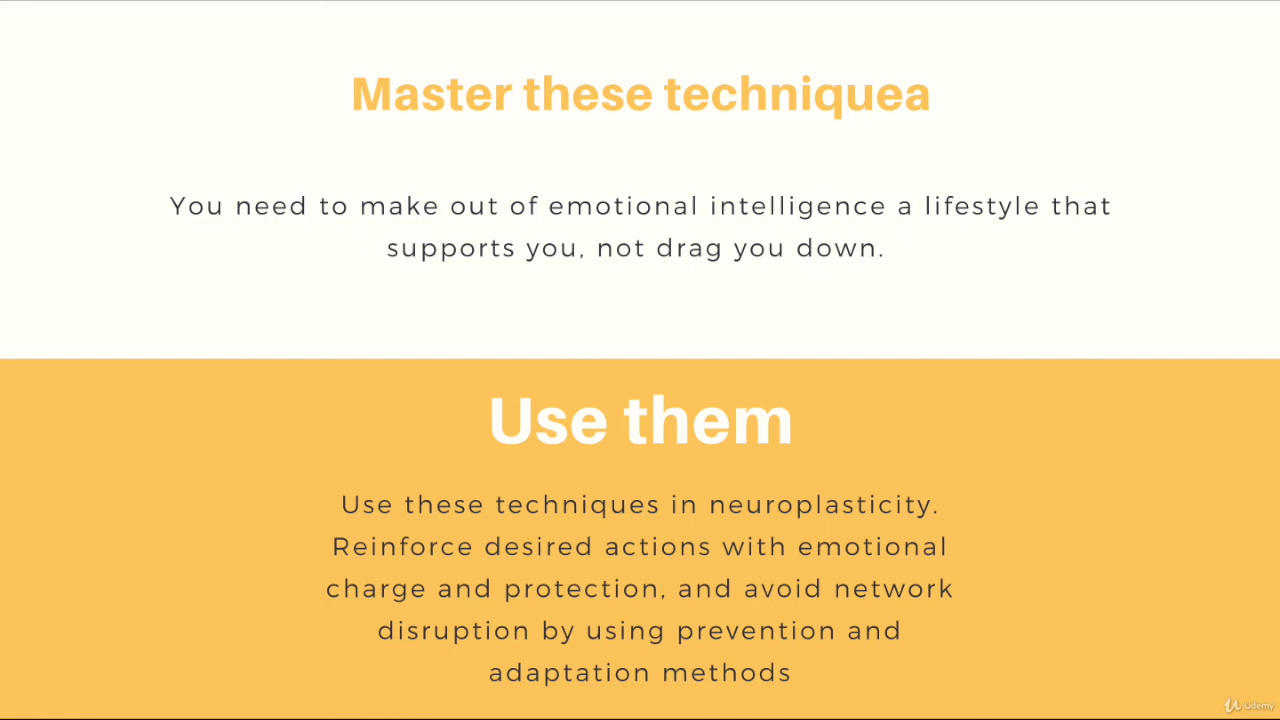 Master these techniquea
You need to make out of emotional intelligence a lifestyle that
supports you, not drag you down.
Use them
Use these techniques in neuroplasticity.
Reinforce desired actions with emotional
charge and protection, and avoid network
disruption by using prevention and
adaptation methods
Udemy